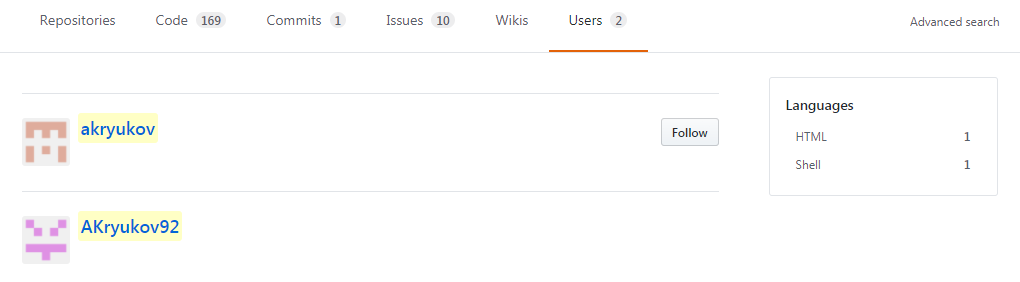 Repositories Code 169 Commits 1 Issues 10 Wikis Users 2 Advanced search
akryukov Follow
AKryukov92
Languages
HTML 1
Shell 1